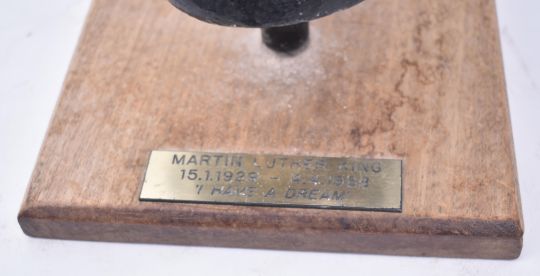 MARTIN LUTHER KING
15.1.1929 - 4.4.1968
"I HAVE A DREAM"